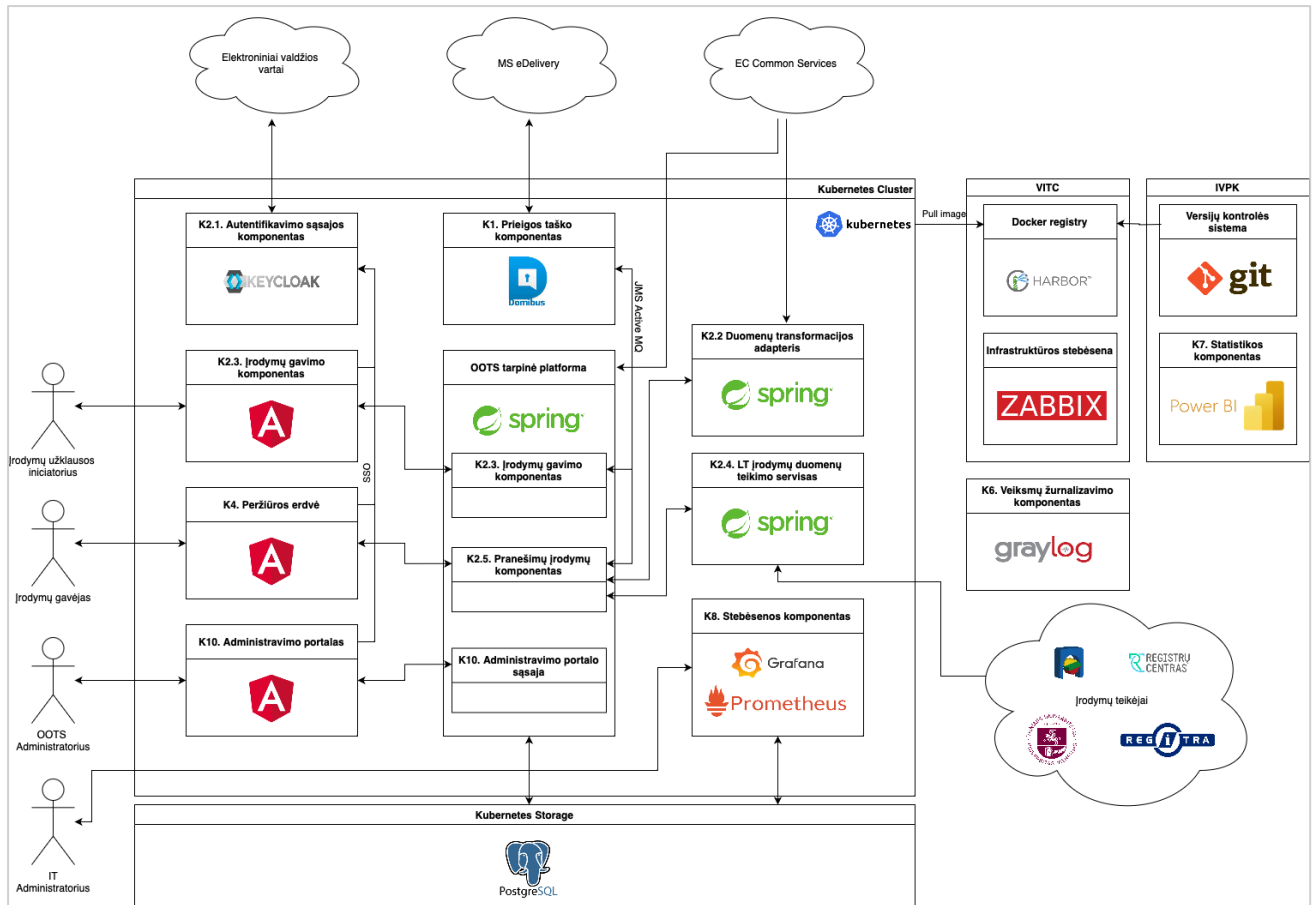 Elektroniniai valdžios
vartai
MS eDelivery
EC Common Services
Kubernetes Cluster
kubernetes
Pull image
VITC
IVPK
K2.1. Autentifikavimo sąsajos
komponentas
KEYCLOAK
K1. Prieigos taško
komponentas
Domibus
JMS Active MQ
Docker registry
HARBOR™
Versijų kontrolės
sistema
git
K2.2 Duomenų transformacijos
adapteris
spring
Infrastruktūros stebėsena
ZABBIX
K7. Statistikos
komponentas
Power BI
K2.3. Įrodymų gavimo
komponentas
OOTS tarpinė platforma
spring
Įrodymų užklausos
iniciatorius
SSO
K2.3. Įrodymų gavimo
komponentas
K2.4. LT įrodymų duomenų
teikimo servisas
spring
K6. Veiksmų žurnalizavimo
komponentas
graylog
K4. Peržiūros erdvė
K2.5. Pranešimų įrodymų
komponentas
Įrodymų gavėjas
K8. Stebėsenos komponentas
Grafana
Prometheus
K10. Administravimo portalas
K10. Administravimo portalo
sąsaja
OOTS
Administratorius
REGISTRŲ
CENTRAS
Įrodymų teikėjai
REGITRA
IT
Administratorius
Kubernetes Storage
PostgreSQL